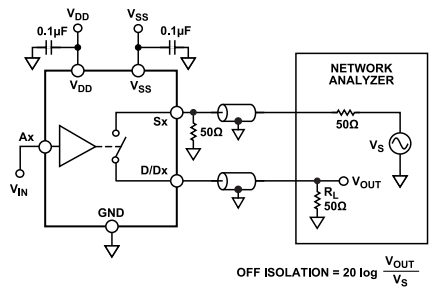 VDD
VSS
0.1µF
0.1µF
NETWORK
ANALYZER
VDD
VSS
Ax
Sx
50Ω
50Ω
VS
VIN
D/Dx
VOUT
RL
50Ω
GND
OFF ISOLATION = 20 log VOUT
VS